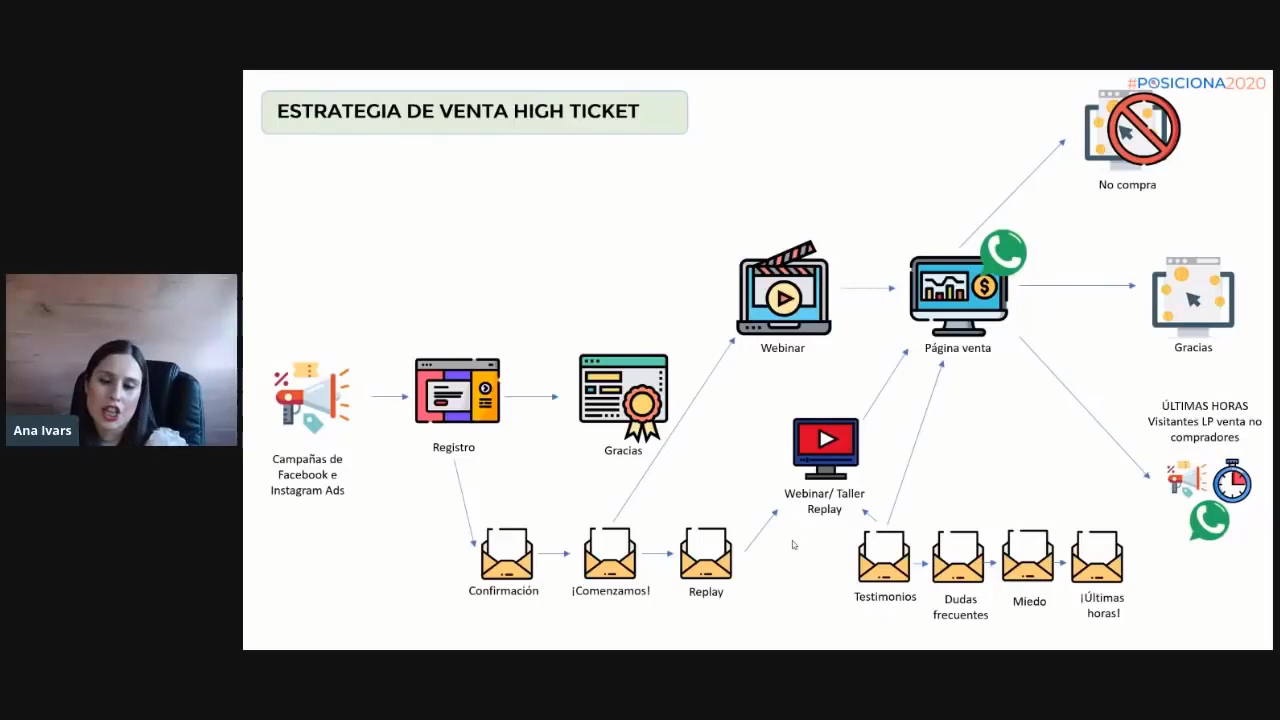 #POSICIONA2020
ESTRATEGIA DE VENTA HIGH TICKET
No compra
Webinar
Página venta
Gracias
Ana Ivars
Campañas de
Facebook e
Instagram Ads
Registro
Gracias
ÚLTIMAS HORAS
Visitantes LP venta no
compradores
Webinar/ Taller
Replay
Confirmación
¡Comenzamos!
Replay
Testimonios
Dudas
frecuentes
Miedo
¡Últimas
horas!